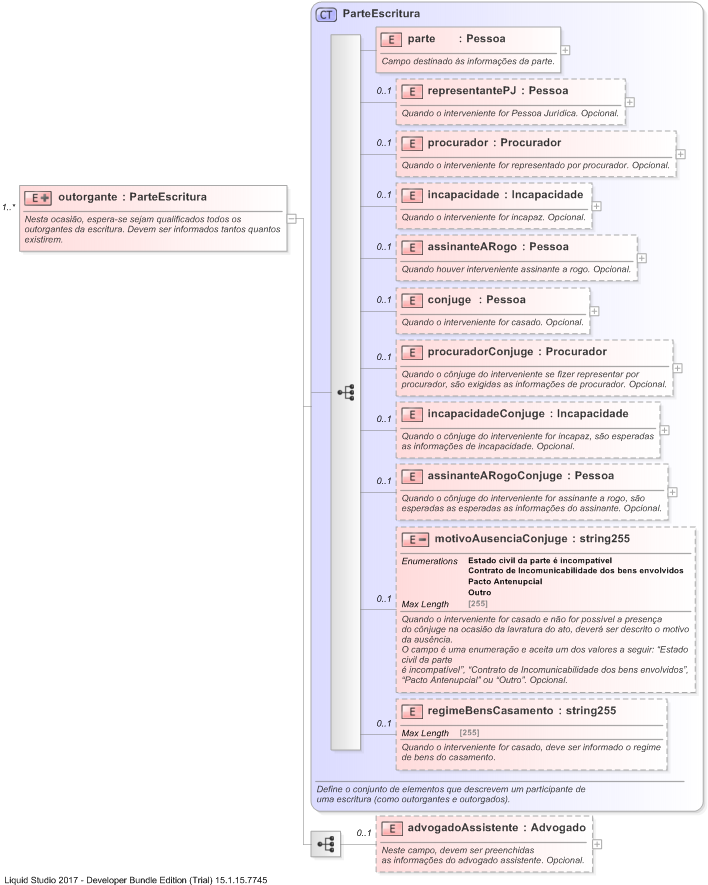 CT ParteEscritura
E parte : Pessoa
Campo destinado às informações da parte.
0..1
E representantePJ : Pessoa
Quando o interveniente for Pessoa Jurídica. Opcional.
0..1
E procurador : Procurador
Quando o interveniente for representado por procurador. Opcional.
1..*
E outorgante : ParteEscritura
Nesta ocasião, espera-se sejam qualificados todos os
outorgantes da escritura. Devem ser informados tantos quantos
existirem.
0..1
E incapacidade : Incapacidade
Quando o interveniente for incapaz. Opcional.
0..1
E assinanteARogo : Pessoa
Quando houver interveniente assinante a rogo. Opcional.
0..1
E conjuge : Pessoa
Quando o interveniente for casado. Opcional.
0..1
E procuradorConjuge : Procurador
Quando o cônjuge do interveniente se fizer representar por
procurador, são exigidas as informações de procurador. Opcional.
0..1
E incapacidadeConjuge : Incapacidade
Quando o cônjuge do interveniente for incapaz, são esperadas
as informações de incapacidade. Opcional.
0..1
E assinanteARogoConjuge : Pessoa
Quando o cônjuge do interveniente for assinante a rogo, são
esperadas as esperadas as informações do assinante. Opcional.
0..1
E motivoAusenciaConjuge : string255
Enumerations Estado civil da parte é incompatível
Contrato de Incomunicabilidade dos bens envolvidos
Pacto Antenupcial
Outro
Max Length [255]
Quando o interveniente for casado e não for possível a presença
do cônjuge na ocasião da lavratura do ato, deverá ser descrito o motivo
da ausência.
O campo é uma enumeração e aceita um dos valores a seguir: “Estado
civil da parte
é incompatível”, “Contrato de Incomunicabilidade dos bens envolvidos”,
“Pacto Antenupcial” ou “Outro”. Opcional.
0..1
E regimeBensCasamento : string255
Max Length [255]
Quando o interveniente for casado, deve ser informado o regime
de bens do casamento.
Define o conjunto de elementos que descrevem um participante de
uma escritura (como outorgantes e outorgados).
0..1
E advogadoAssistente : Advogado
Neste campo, devem ser preenchidas
as informações do advogado assistente. Opcional.
Liquid Studio 2017 - Developer Bundle Edition (Trial) 15.1.15.7745